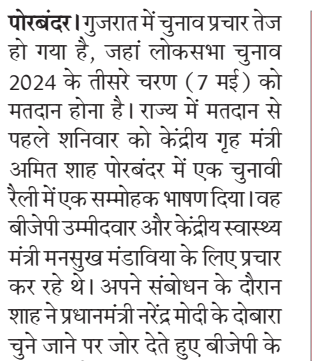 पोरबंदर। गुजरात में चुनाव प्रचार तेज
हो गया है, जहां लोकसभा चुनाव
2024 के तीसरे चरण (7 मई) को
मतदान होना है। राज्य में मतदान से
पहले शनिवार को केंद्रीय गृह मंत्री
अमित शाह पोरबंदर में एक चुनावी
रैली में एक सम्मोहक भाषण दिया।वह
बीजेपी उम्मीदवार और केंद्रीय स्वास्थ्य
मंत्री मनसुख मंडाविया के लिए प्रचार
कर रहे थे। अपने संबोधन के दौरान
शाह ने प्रधानमंत्री नरेंद्र मोदी के दोबारा
चुने जाने पर जोर देते हुए बीजेपी के